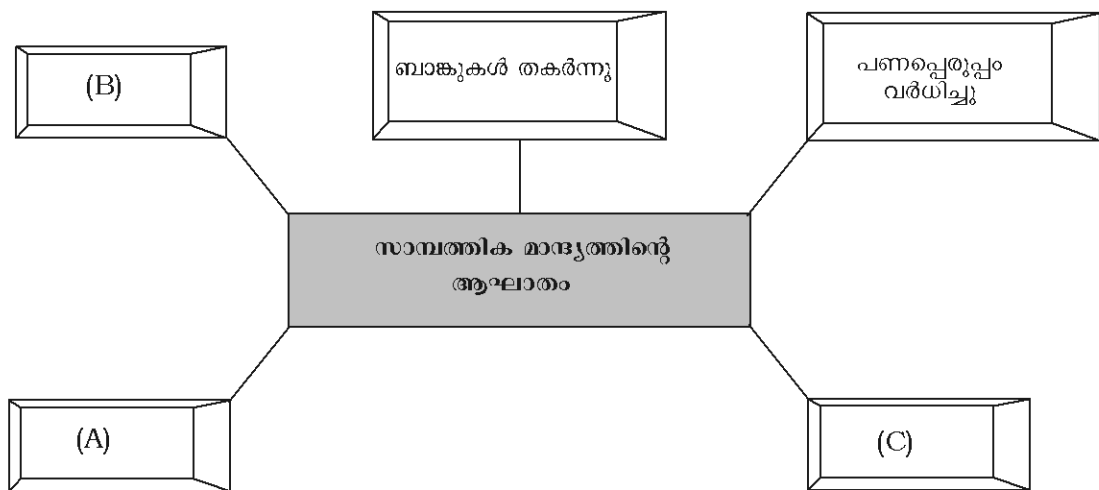 (B)
ബാങ്കുകൾ തകർന്നു
പണപ്പെരുപ്പം
വർധിച്ചു
സാമ്പത്തിക മാന്ദ്യത്തിന്റെ
ആഘാതം
(A)
(C)